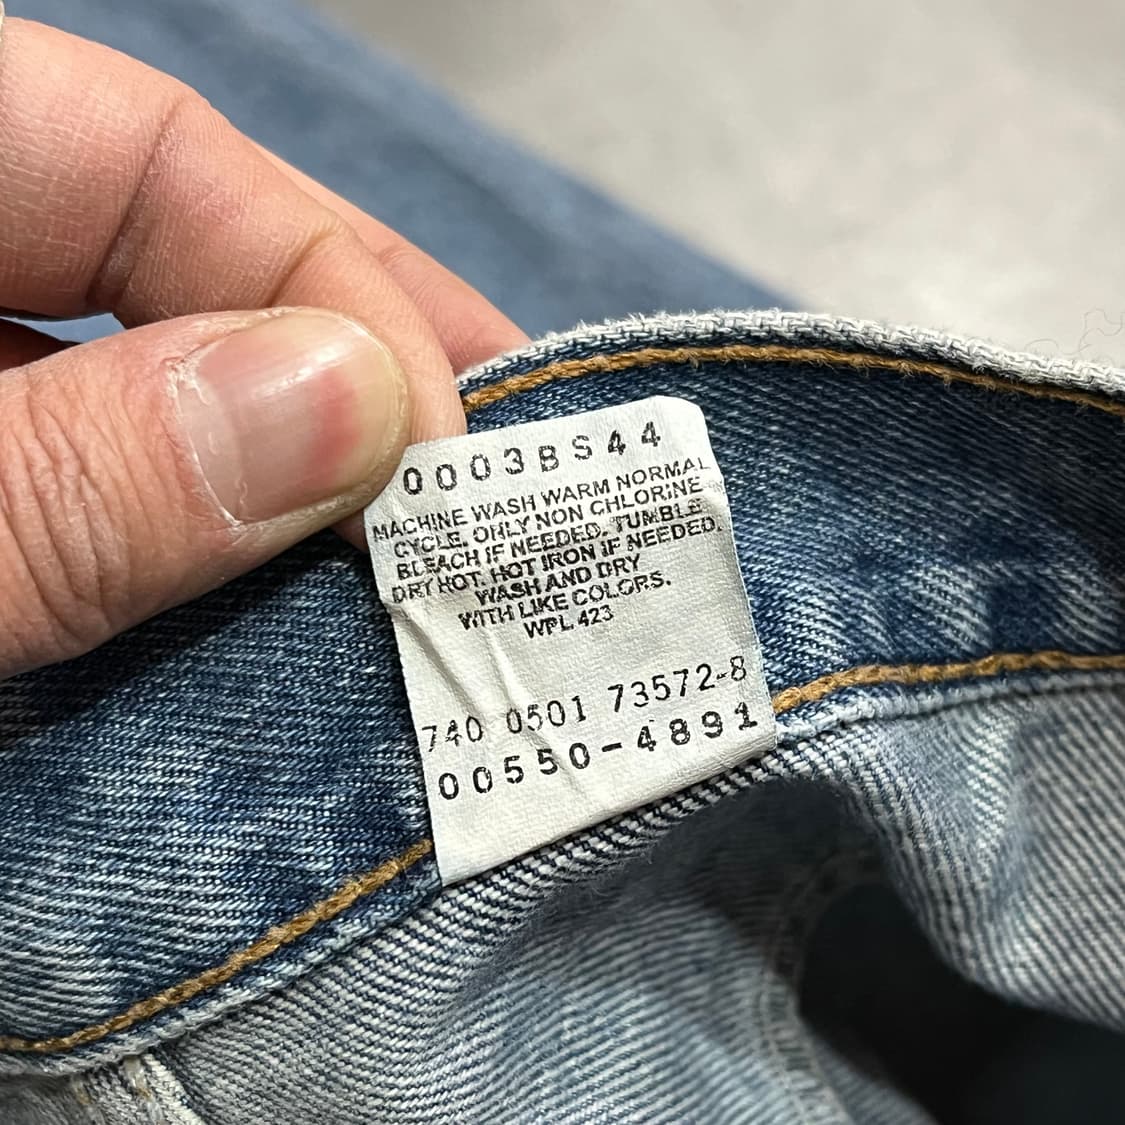 0003BS44
MACHINE WASH WARM NORMAL
CYCLE. ONLY NON CHLORINE
BLEACH IF NEEDED. TUMBLE
DRY HOT. HOT IRON IF NEEDED.
WASH AND DRY
WITH LIKE COLORS.
WPL 423
740 0501 73572-8
00550-4891